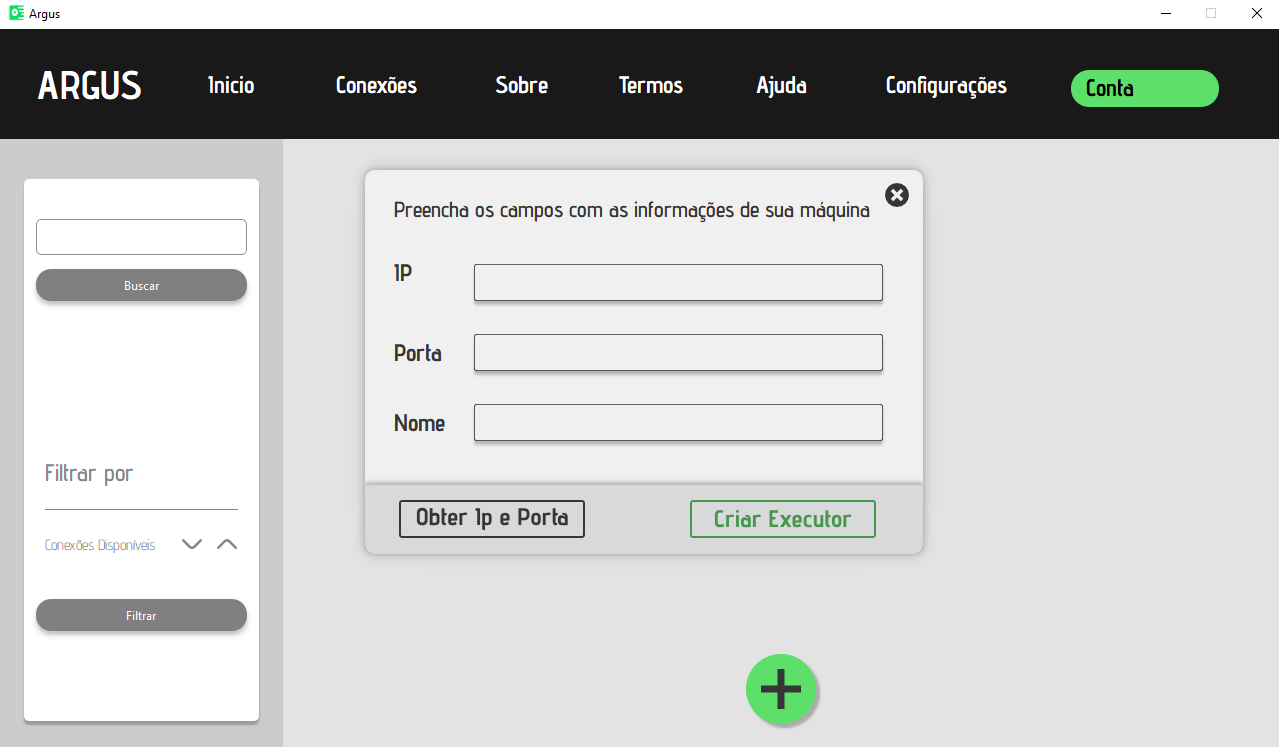 Argus
ARGUS Inicio Conexões Sobre Termos Ajuda Configurações Conta
Buscar
Filtrar por
Conexões Disponíveis
Filtrar
Preencha os campos com as informações de sua máquina
IP
Porta
Nome
Obter Ip e Porta Criar Executor